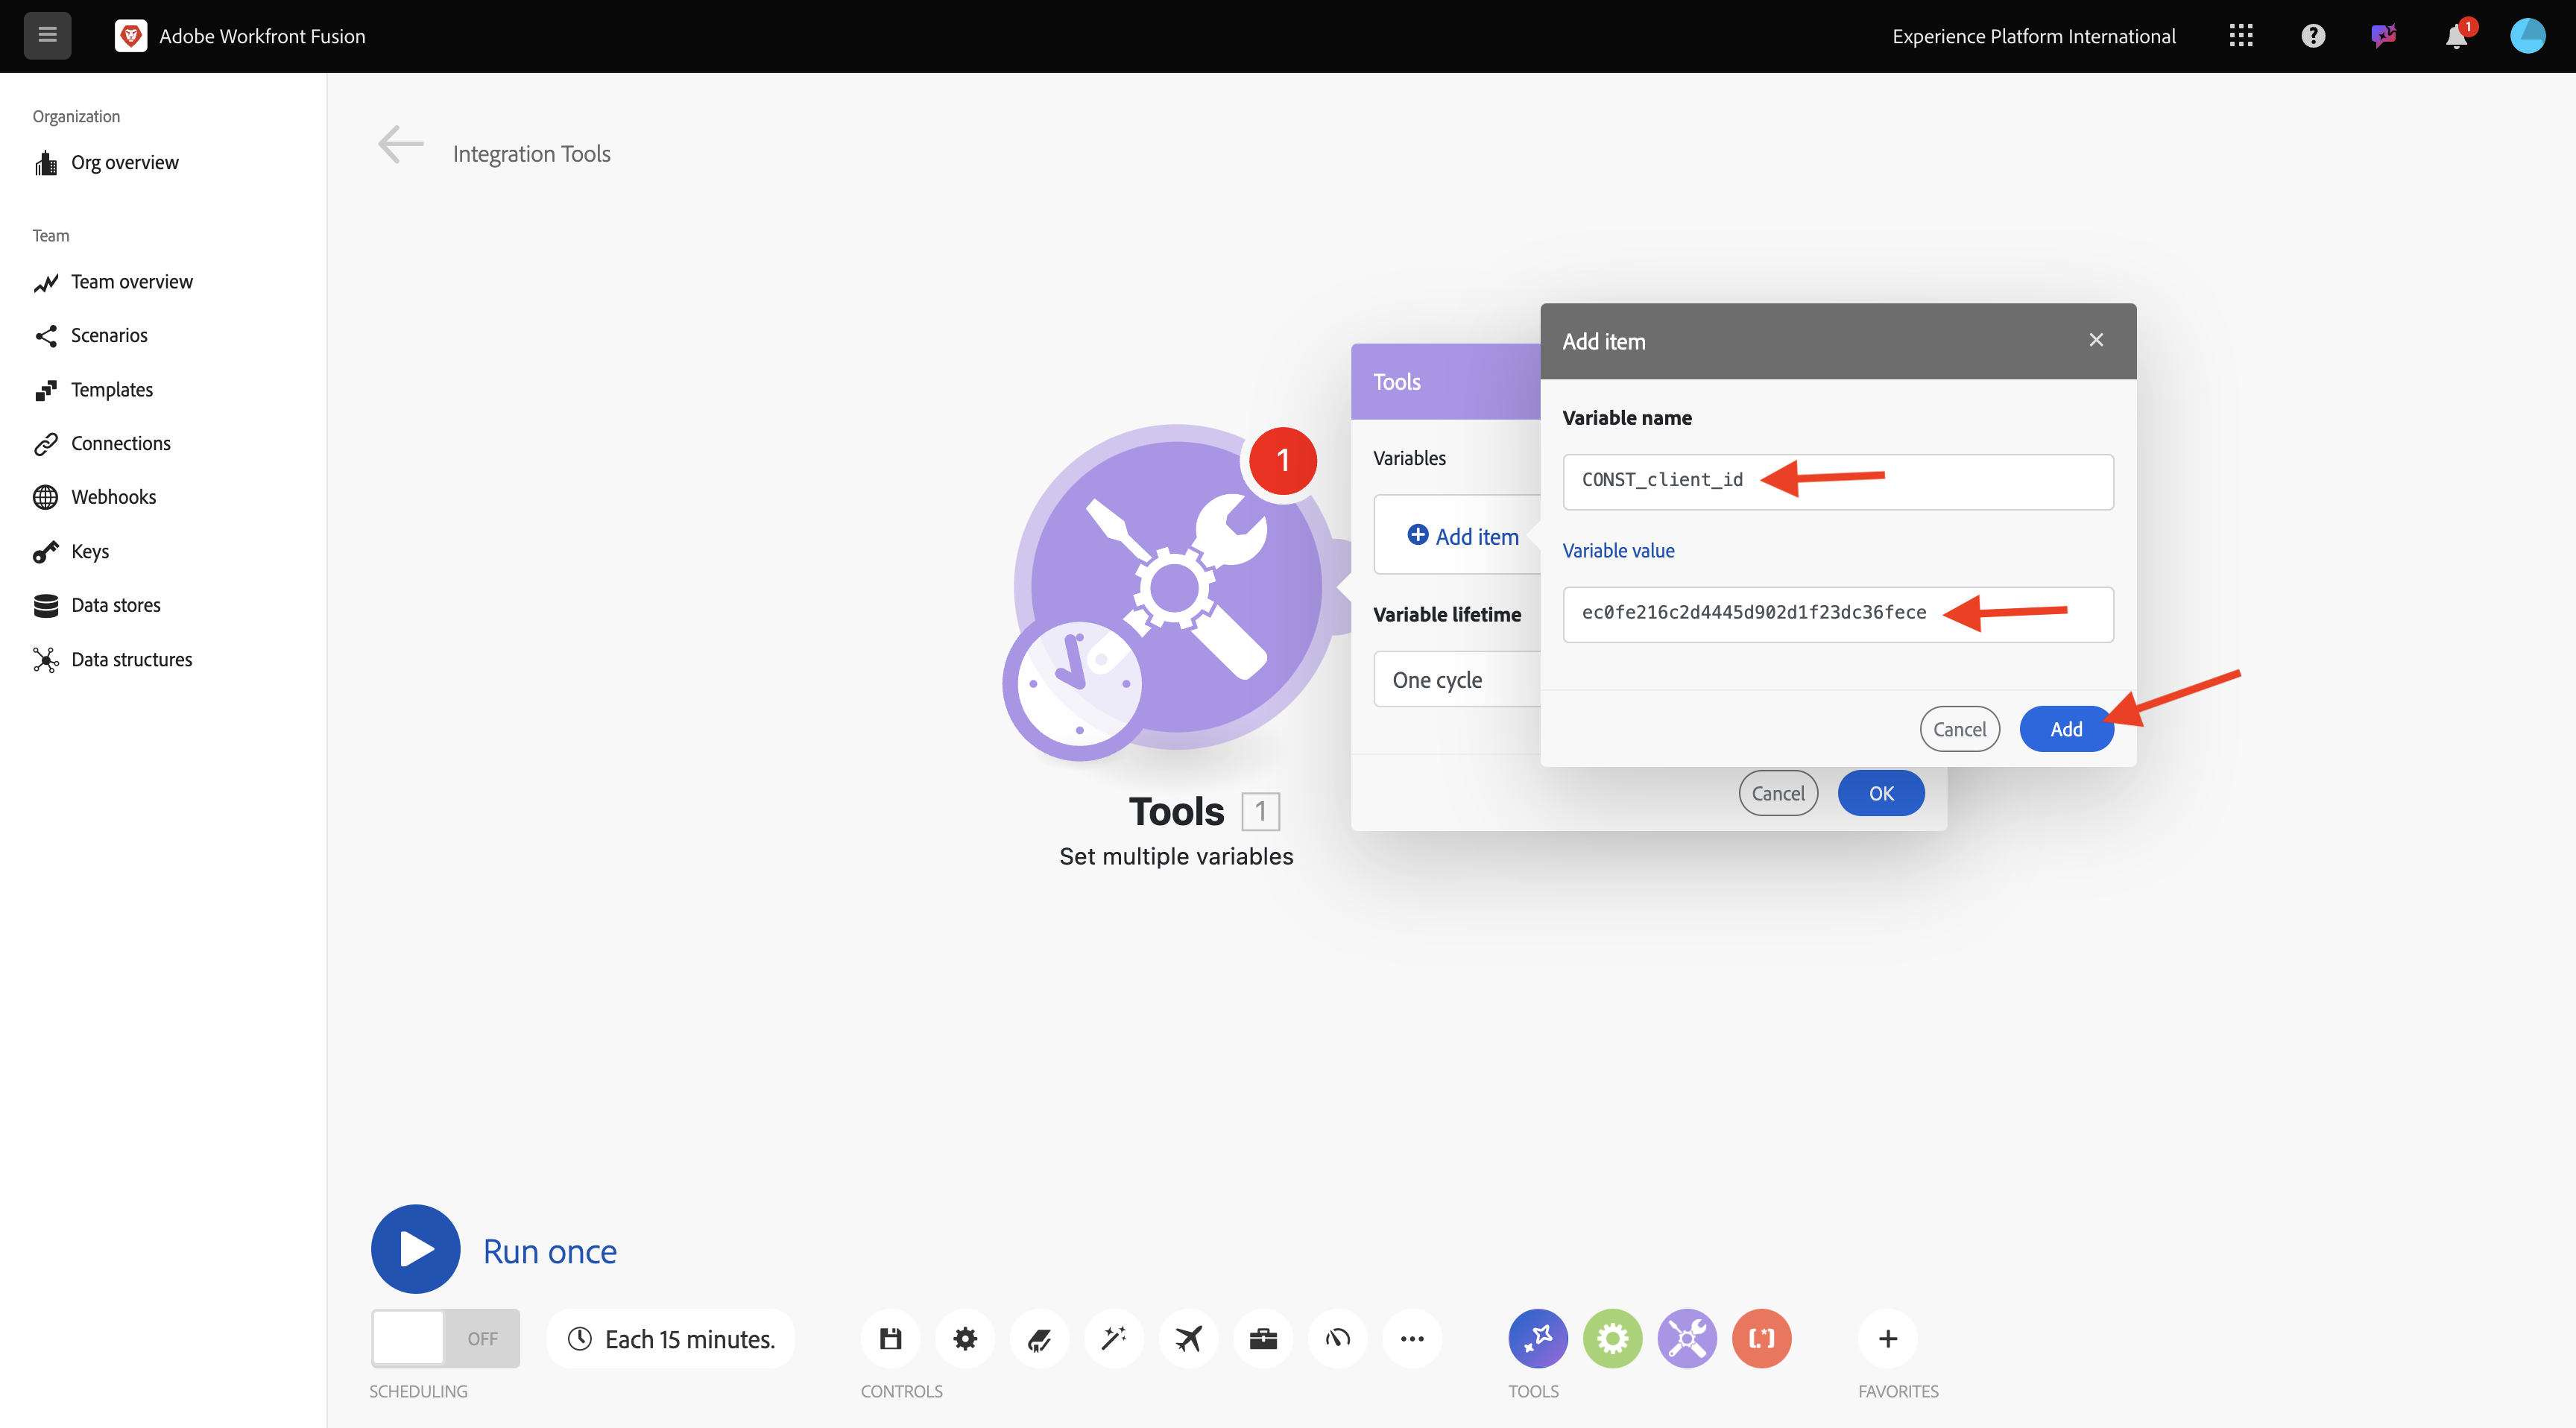 Adobe Workfront Fusion
Experience Platform International
1
Organization
Org overview
Team
Team overview
Scenarios
Templates
Connections
Webhooks
Keys
Data stores
Data structures
Integration Tools
1
Tools 1
Set multiple variables
Tools
Variables
Add item
Variable lifetime
One cycle
Cancel
OK
Add item
Variable name
CONST_client_id
Variable value
ec0fe216c2d4445d902d1f23dc36fece
Cancel
Add
Run once
OFF
Each 15 minutes.
SCHEDULING
CONTROLS
TOOLS
FAVORITES